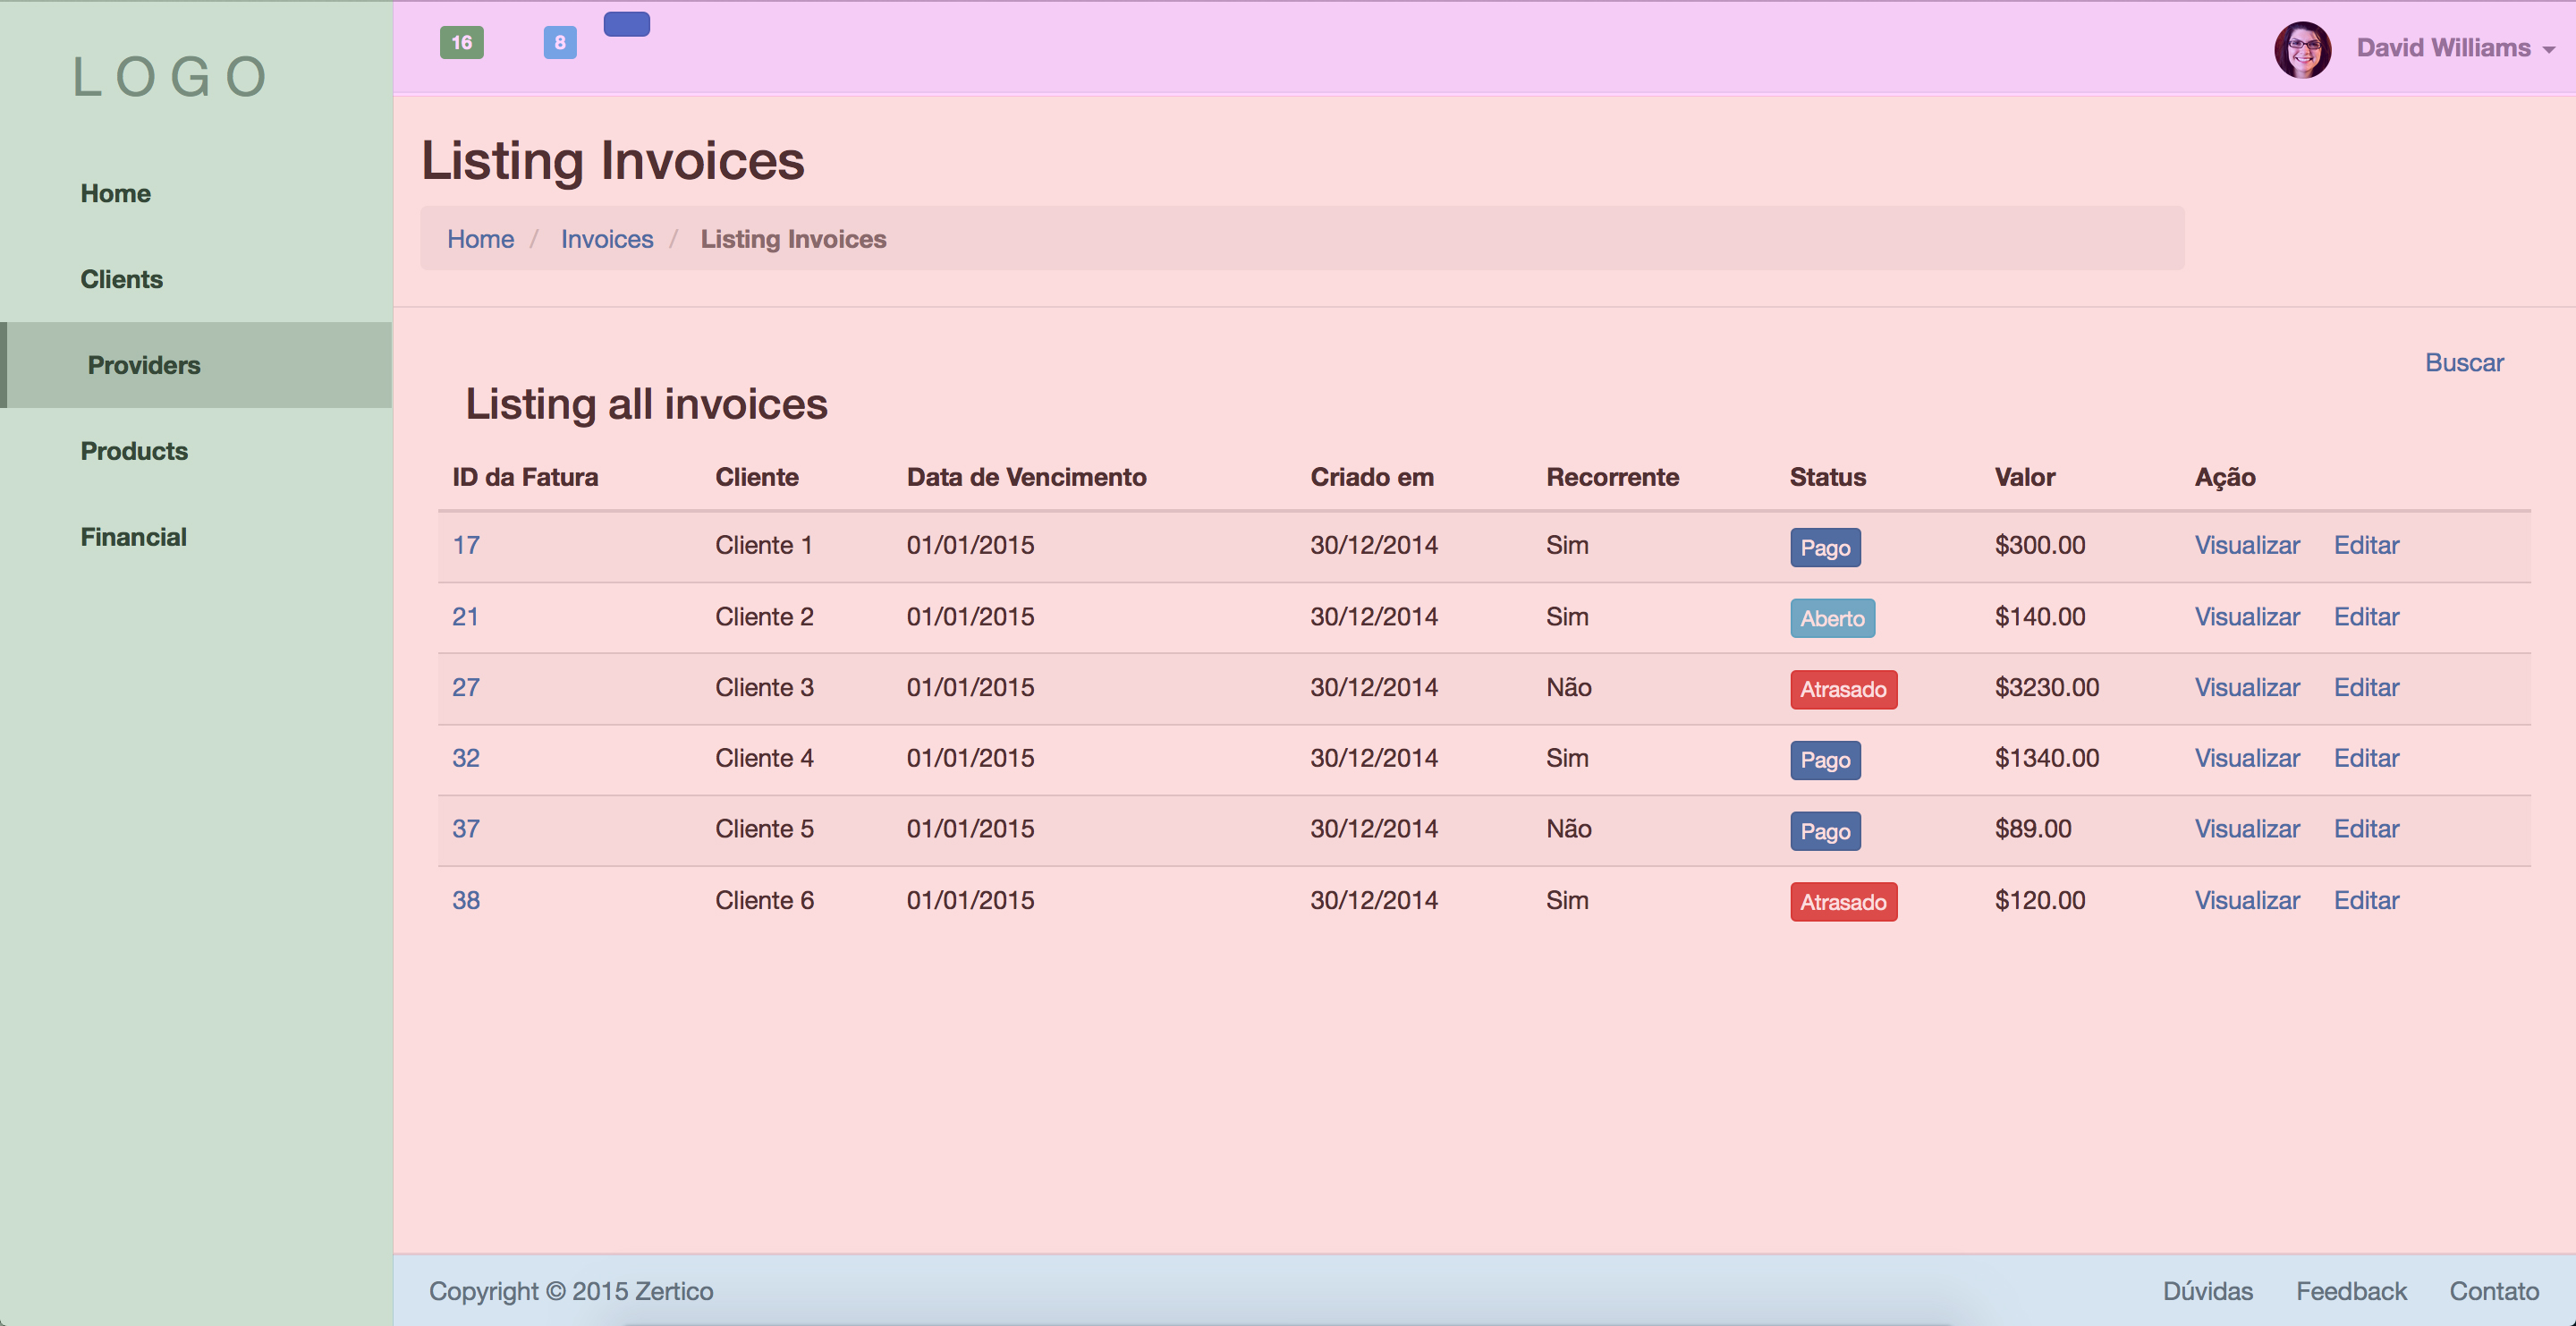 LOGO
Home
Clients
Providers
Products
Financial
16 8
David Williams
Listing Invoices
Home / Invoices / Listing Invoices
Buscar
Listing all invoices
ID da Fatura Cliente Data de Vencimento Criado em Recorrente Status Valor Ação
17 Cliente 1 01/01/2015 30/12/2014 Sim Pago $300.00 Visualizar Editar
21 Cliente 2 01/01/2015 30/12/2014 Sim Aberto $140.00 Visualizar Editar
27 Cliente 3 01/01/2015 30/12/2014 Não Atrasado $3230.00 Visualizar Editar
32 Cliente 4 01/01/2015 30/12/2014 Sim Pago $1340.00 Visualizar Editar
37 Cliente 5 01/01/2015 30/12/2014 Não Pago $89.00 Visualizar Editar
38 Cliente 6 01/01/2015 30/12/2014 Sim Atrasado $120.00 Visualizar Editar
Copyright © 2015 Zertico
Dúvidas Feedback Contato